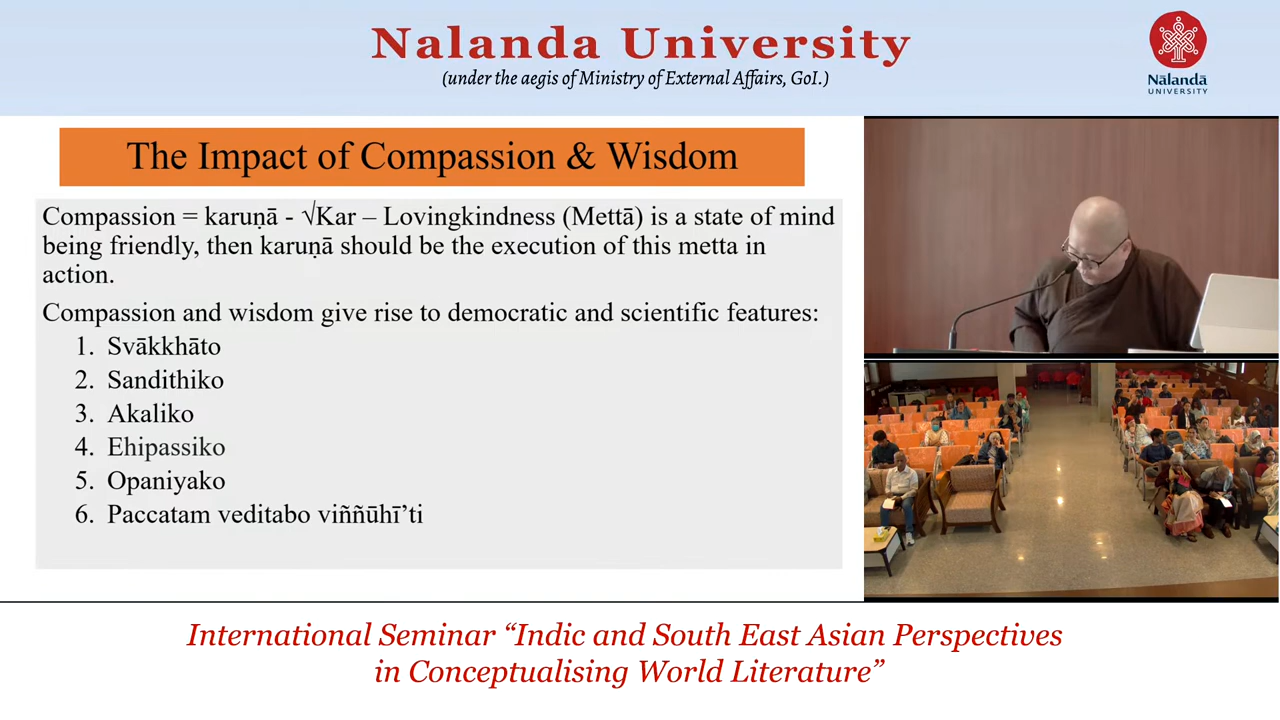 Nalanda University
(under the aegis of Ministry of External Affairs, GoI.)
Nālandā
UNIVERSITY
The Impact of Compassion & Wisdom
Compassion = karuṇā - √Kar – Lovingkindness (Mettā) is a state of mind
being friendly, then karuṇā should be the execution of this metta in
action.
Compassion and wisdom give rise to democratic and scientific features:
1. Svākkhāto
2. Sandithiko
3. Akaliko
4. Ehipassiko
5. Opaniyako
6. Paccatam veditabo viññūhī’ti
International Seminar “Indic and South East Asian Perspectives
in Conceptualising World Literature”